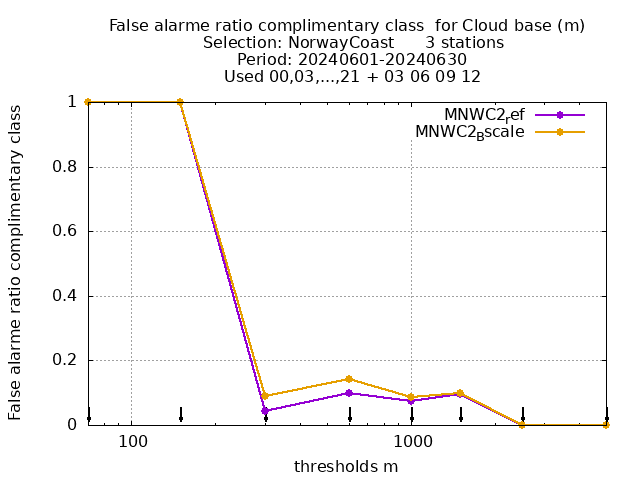 False alarme ratio complimentary class  for Cloud base (m)
Selection: NorwayCoast      3 stations
Period: 20240601-20240630
Used 00,03,...,21 + 03 06 09 12
MNWC2_ref
MNWC2_Bscale
1
0.8
0.6
0.4
0.2
0
False alarme ratio complimentary class
100
1000
thresholds m